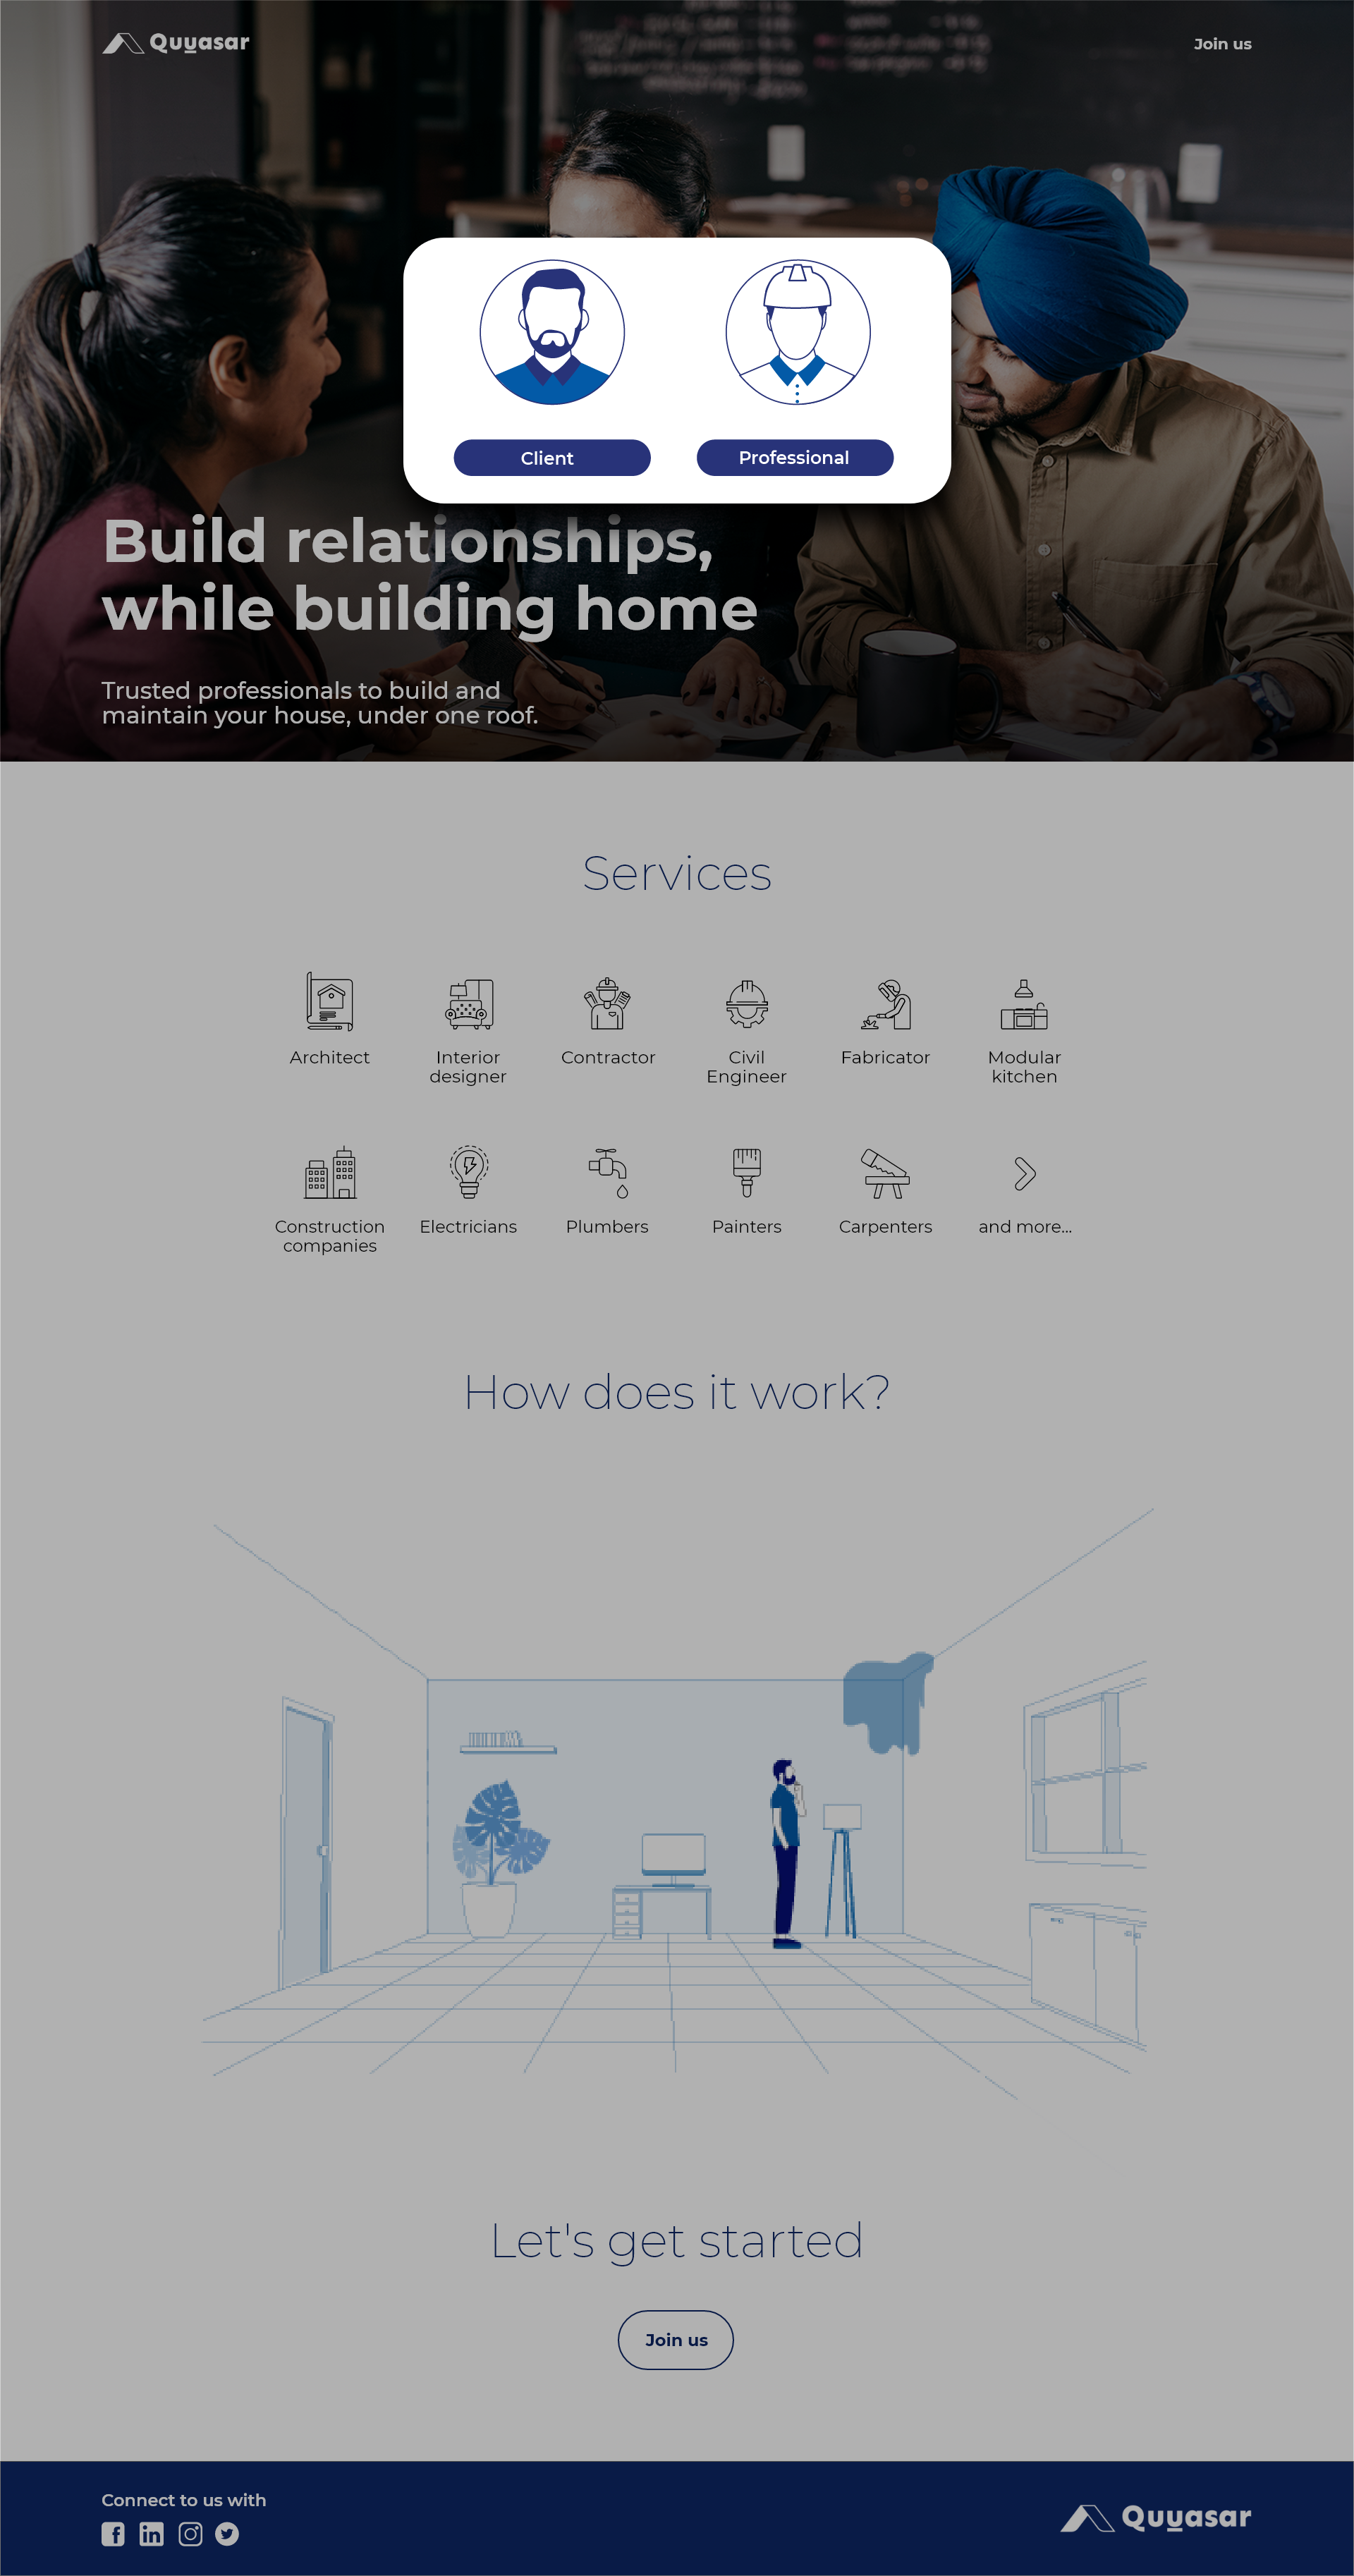 Quyasar
Join us
Client
Professional
Build relationships,
while building home
Trusted professionals to build and
maintain your house, under one roof.
Services
Architect
Interior
designer
Contractor
Civil
Engineer
Fabricator
Modular
kitchen
Construction
companies
Electricians
Plumbers
Painters
Carpenters
and more...
How does it work?
Let's get started
Join us
Connect to us with
Quyasar